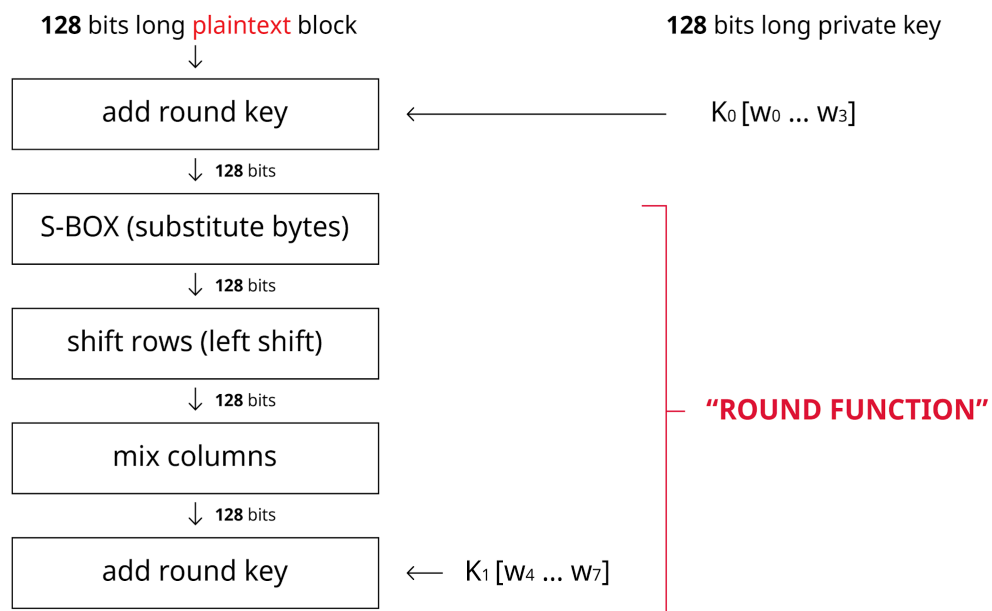 128 bits long plaintext block
128 bits long private key
add round key
K0 [w0 ... w3]
128 bits
S-BOX (substitute bytes)
128 bits
shift rows (left shift)
128 bits
“ROUND FUNCTION”
mix columns
128 bits
add round key
K1 [w4 ... w7]